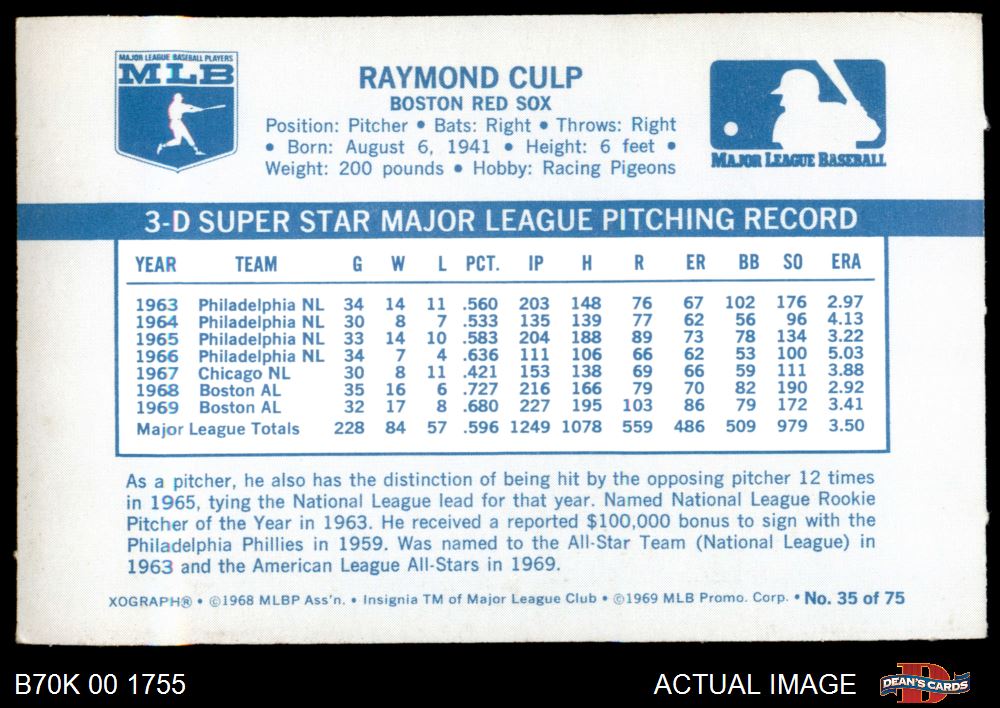 MAJOR LEAGUE BASEBALL PLAYERS
MLB
RAYMOND CULP
BOSTON RED SOX
Position: Pitcher • Bats: Right • Throws: Right
• Born: August 6, 1941 • Height: 6 feet •
Weight: 200 pounds • Hobby: Racing Pigeons
MAJOR LEAGUE BASEBALL
3-D SUPER STAR MAJOR LEAGUE PITCHING RECORD
YEAR TEAM G W L PCT. IP H R ER BB SO ERA
1963 Philadelphia NL 34 14 11 .560 203 148 76 67 102 176 2.97
1964 Philadelphia NL 30 8 7 .533 135 139 77 62 56 96 4.13
1965 Philadelphia NL 33 14 10 .583 204 188 89 73 78 134 3.22
1966 Philadelphia NL 34 7 4 .636 111 106 66 62 53 100 5.03
1967 Chicago NL 30 8 11 .421 153 138 69 66 59 111 3.88
1968 Boston AL 35 16 6 .727 216 166 79 70 82 190 2.92
1969 Boston AL 32 17 8 .680 227 195 103 86 79 172 3.41
Major League Totals 228 84 57 .596 1249 1078 559 486 509 979 3.50
As a pitcher, he also has the distinction of being hit by the opposing pitcher 12 times
in 1965, tying the National League lead for that year. Named National League Rookie
Pitcher of the Year in 1963. He received a reported $100,000 bonus to sign with the
Philadelphia Phillies in 1959. Was named to the All-Star Team (National League) in
1963 and the American League All-Stars in 1969.
XOGRAPH® • ©1968 MLBP Ass'n. • Insignia TM of Major League Club • ©1969 MLB Promo. Corp. • No. 35 of 75
B70K 00 1755
ACTUAL IMAGE
D
DEAN'S CARDS